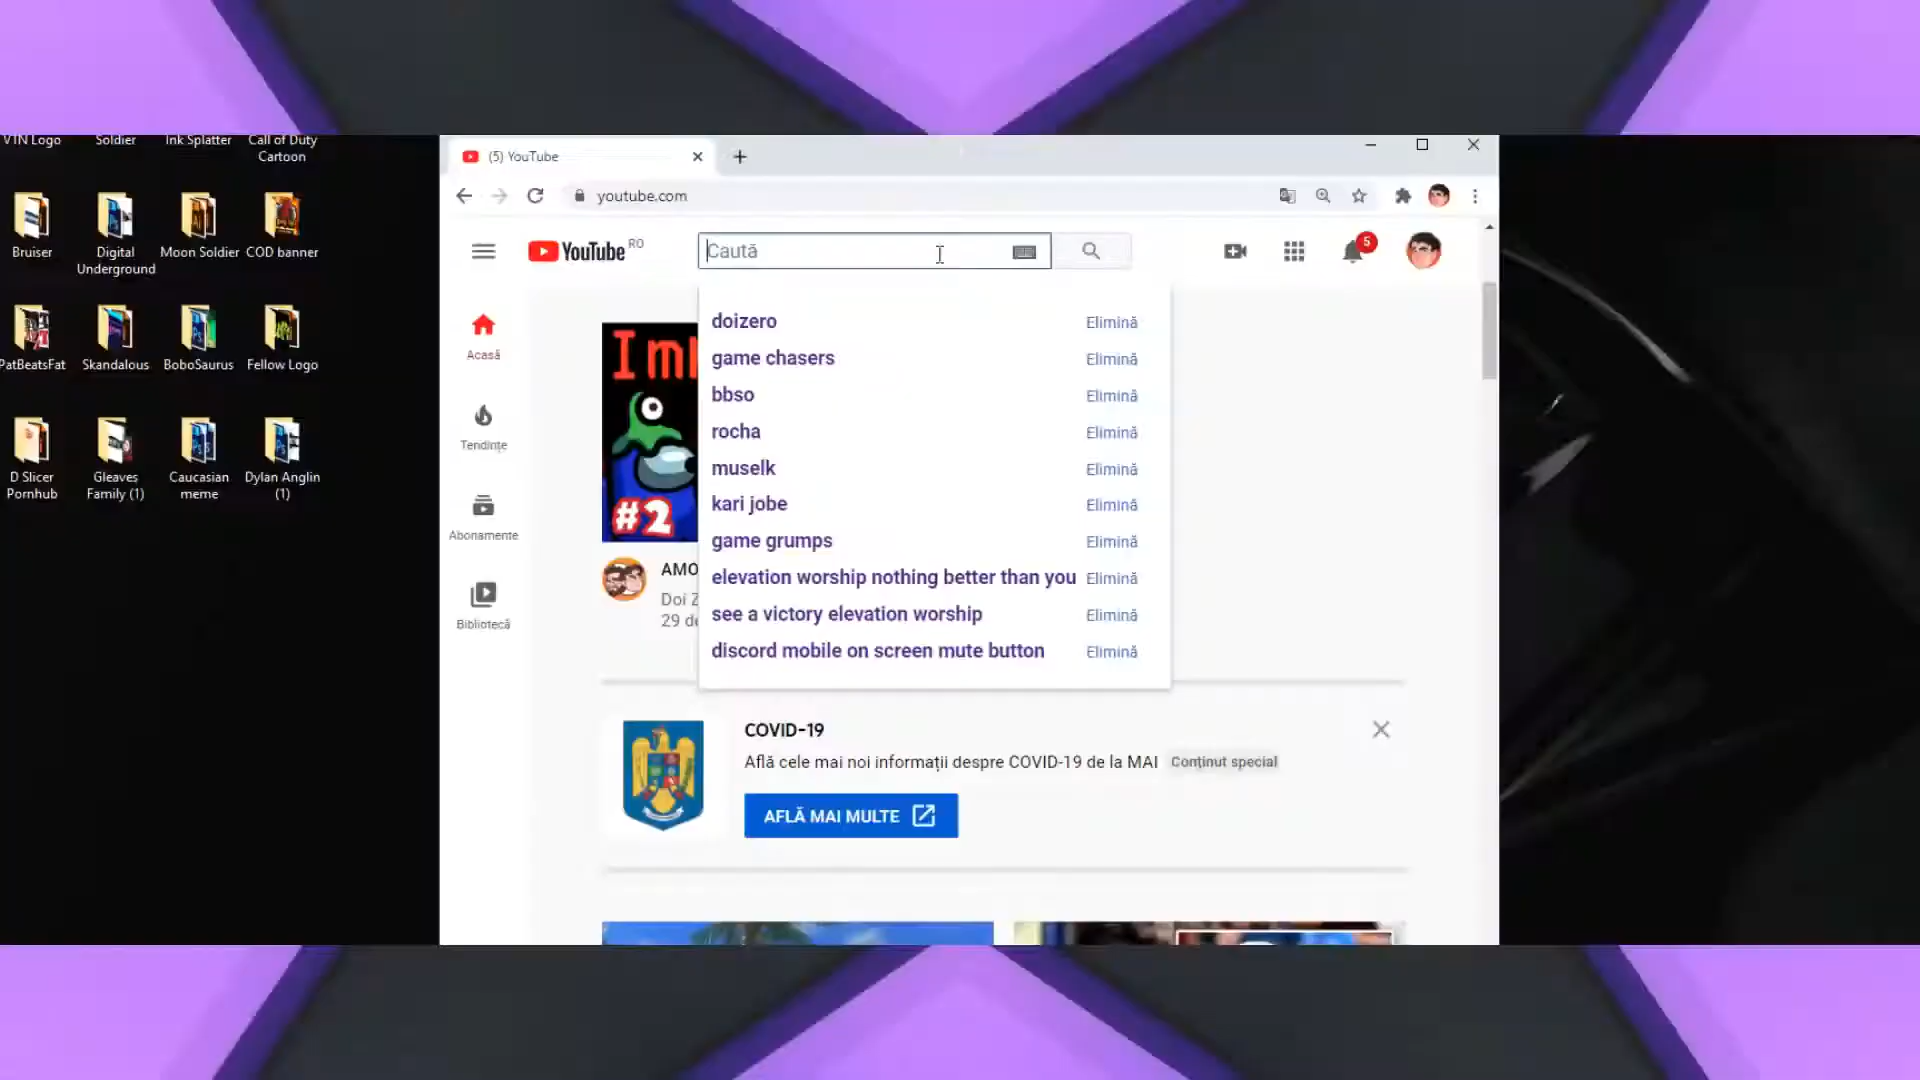 VTN Logo
Soldier
Ink Splatter
Call of Duty
Cartoon
Bruiser
Digital
Underground
Moon Soldier
COD banner
PatBeatsFat
Skandalous
BoboSaurus
Fellow Logo
D Slicer
Pornhub
Gleaves
Family (1)
Caucasian
meme
Dylan Anglin
(1)
(5) YouTube
youtube.com
YouTube RO
Caută
5
Acasă
Tendințe
Abonamente
Bibliotecă
doizero Elimină
game chasers Elimină
bbso Elimină
rocha Elimină
muselk Elimină
kari jobe Elimină
game grumps Elimină
elevation worship nothing better than you Elimină
see a victory elevation worship Elimină
discord mobile on screen mute button Elimină
#2
AMO
Doi Z
29 de
COVID-19
Află cele mai noi informații despre COVID-19 de la MAI Conținut special
AFLĂ MAI MULTE